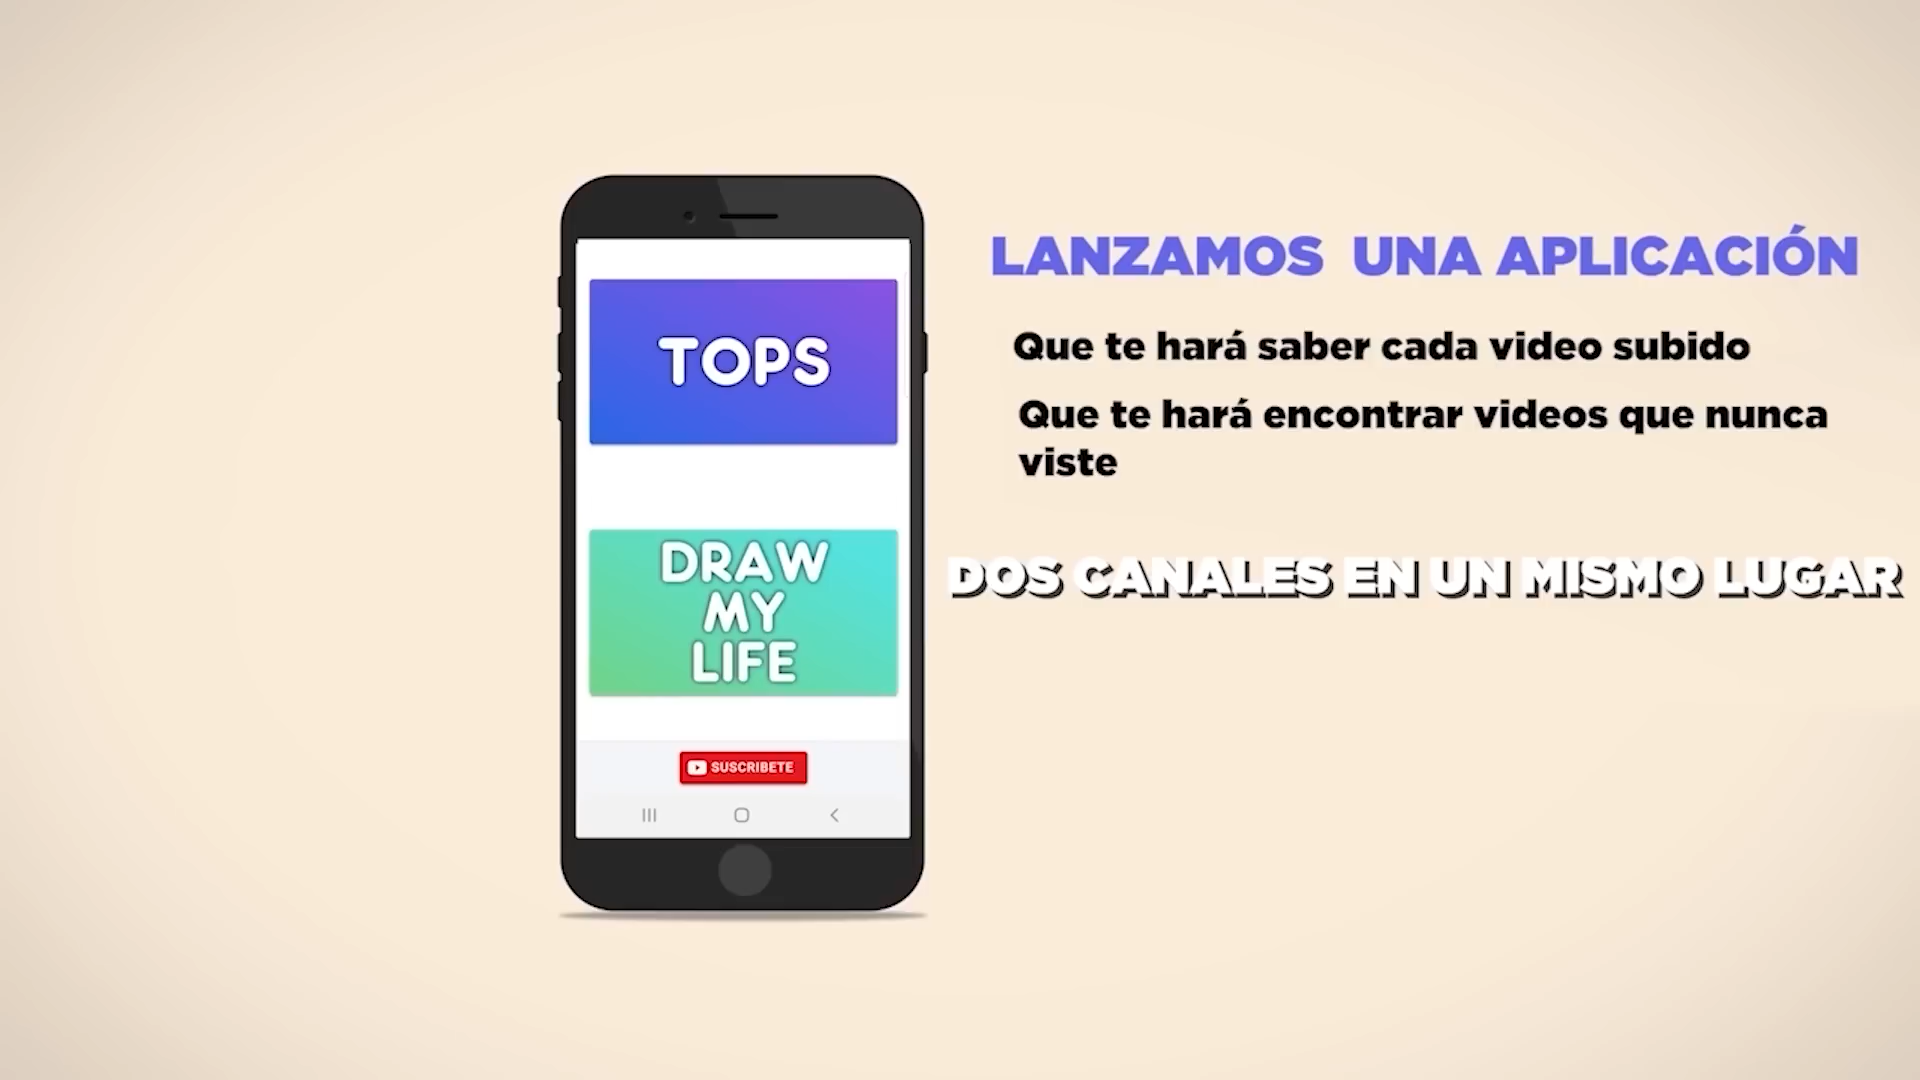 TOPS
DRAW
MY
LIFE
SUSCRIBETE
LANZAMOS UNA APLICACIÓN
Que te hará saber cada video subido
Que te hará encontrar videos que nunca
viste
DOS CANALES EN UN MISMO LUGAR